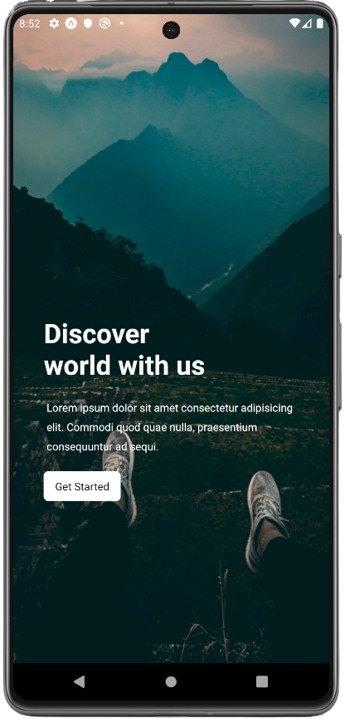 8:52
Discover
world with us
Lorem ipsum dolor sit amet consectetur adipisicing
elit. Commodi quod quae nulla, praesentium
consequuntur ad sequi.
Get Started